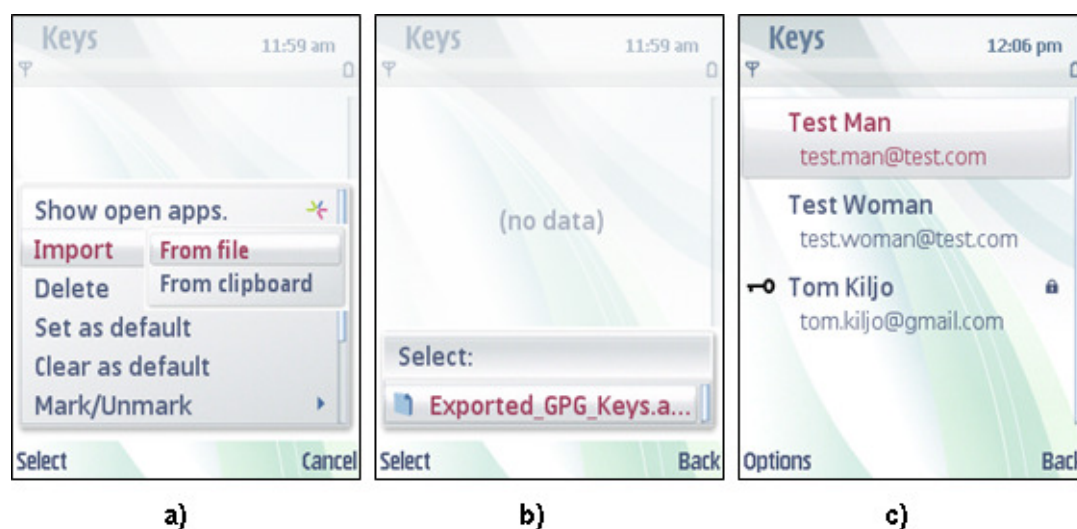 Keys
11:59 am
Show open apps.
Import
From file
From clipboard
Delete
Set as default
Clear as default
Mark/Unmark
Select Cancel
a)
Keys
11:59 am
(no data)
Select:
Exported_GPG_Keys.a...
Select Back
b)
Keys
12:06 pm
Test Man
test.man@test.com
Test Woman
test.woman@test.com
Tom Kiljo
tom.kiljo@gmail.com
Options Back
c)